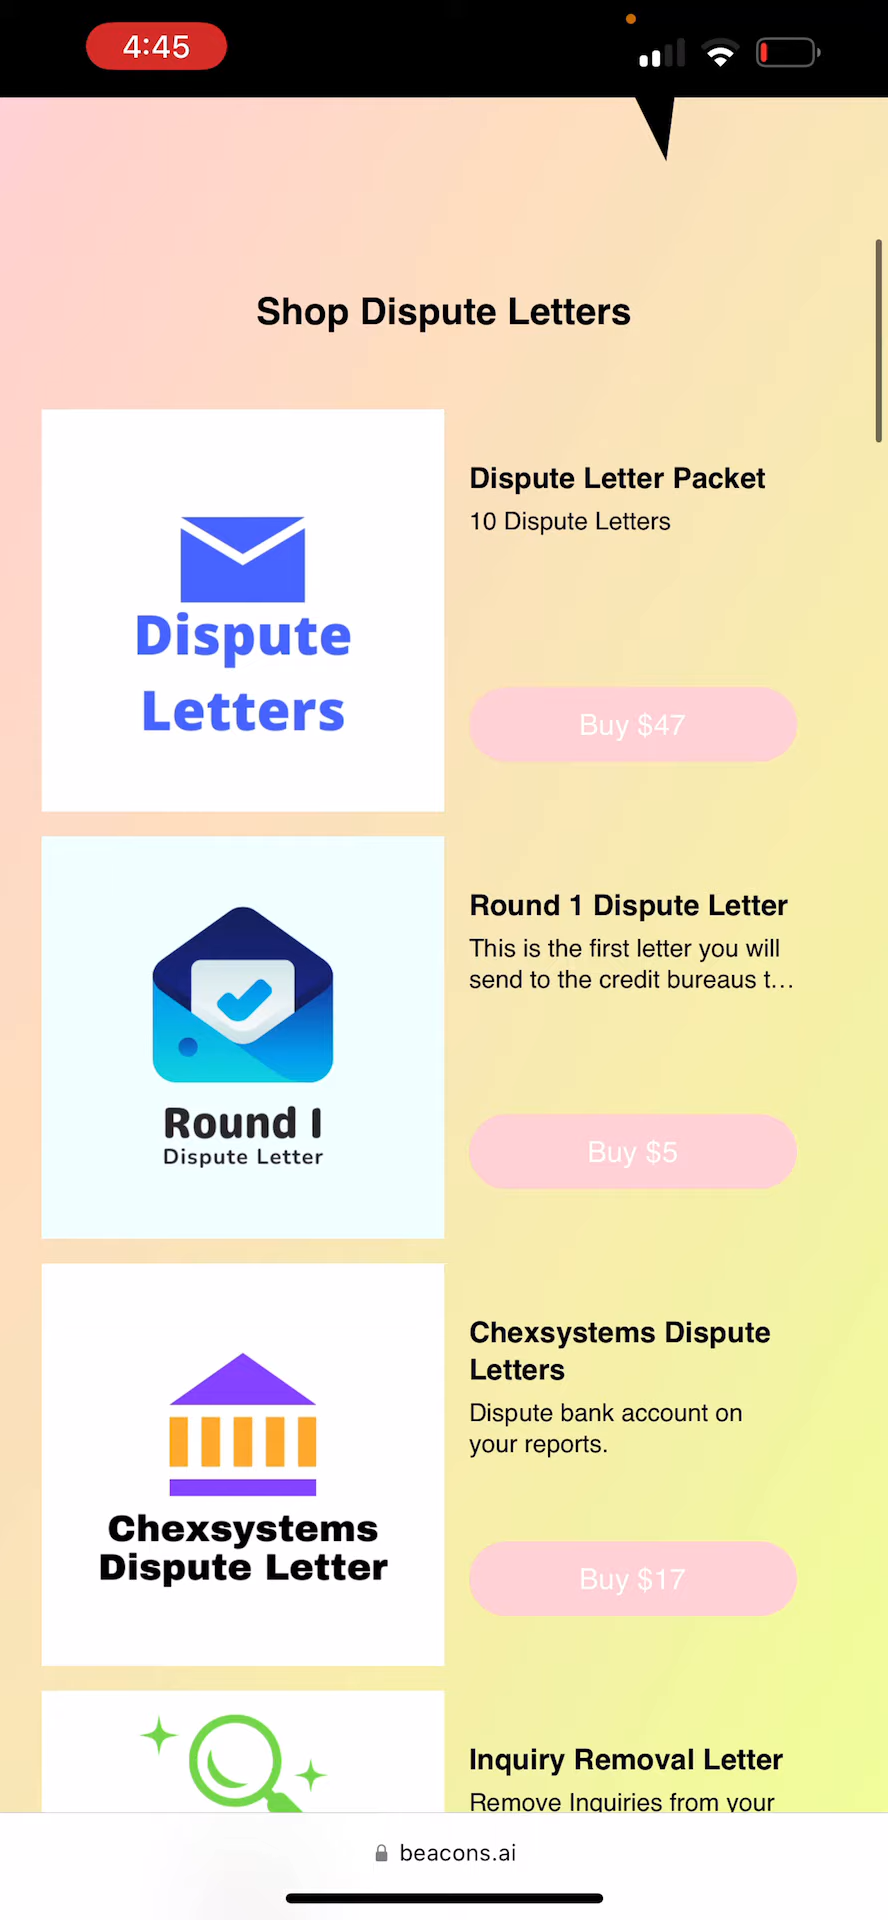 4:45
Shop Dispute Letters
Dispute
Letters
Dispute Letter Packet
10 Dispute Letters
Buy $47
Round 1
Dispute Letter
Round 1 Dispute Letter
This is the first letter you will
send to the credit bureaus t...
Buy $5
Chexsystems
Dispute Letter
Chexsystems Dispute
Letters
Dispute bank account on
your reports.
Buy $17
Inquiry Removal Letter
Remove Inquiries from your
beacons.ai